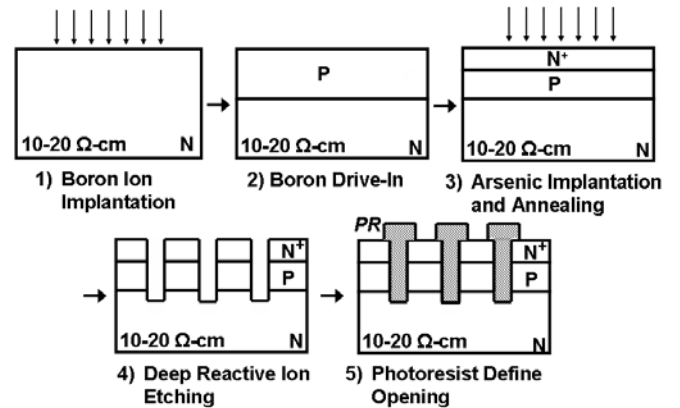 P
N+
P
10-20 Ω-cm N
10-20 Ω-cm N
10-20 Ω-cm N
1) Boron Ion
Implantation
2) Boron Drive-In
3) Arsenic Implantation
and Annealing
PR
N+
P
10-20 Ω-cm N
N+
P
10-20 Ω-cm N
4) Deep Reactive Ion
Etching
5) Photoresist Define
Opening